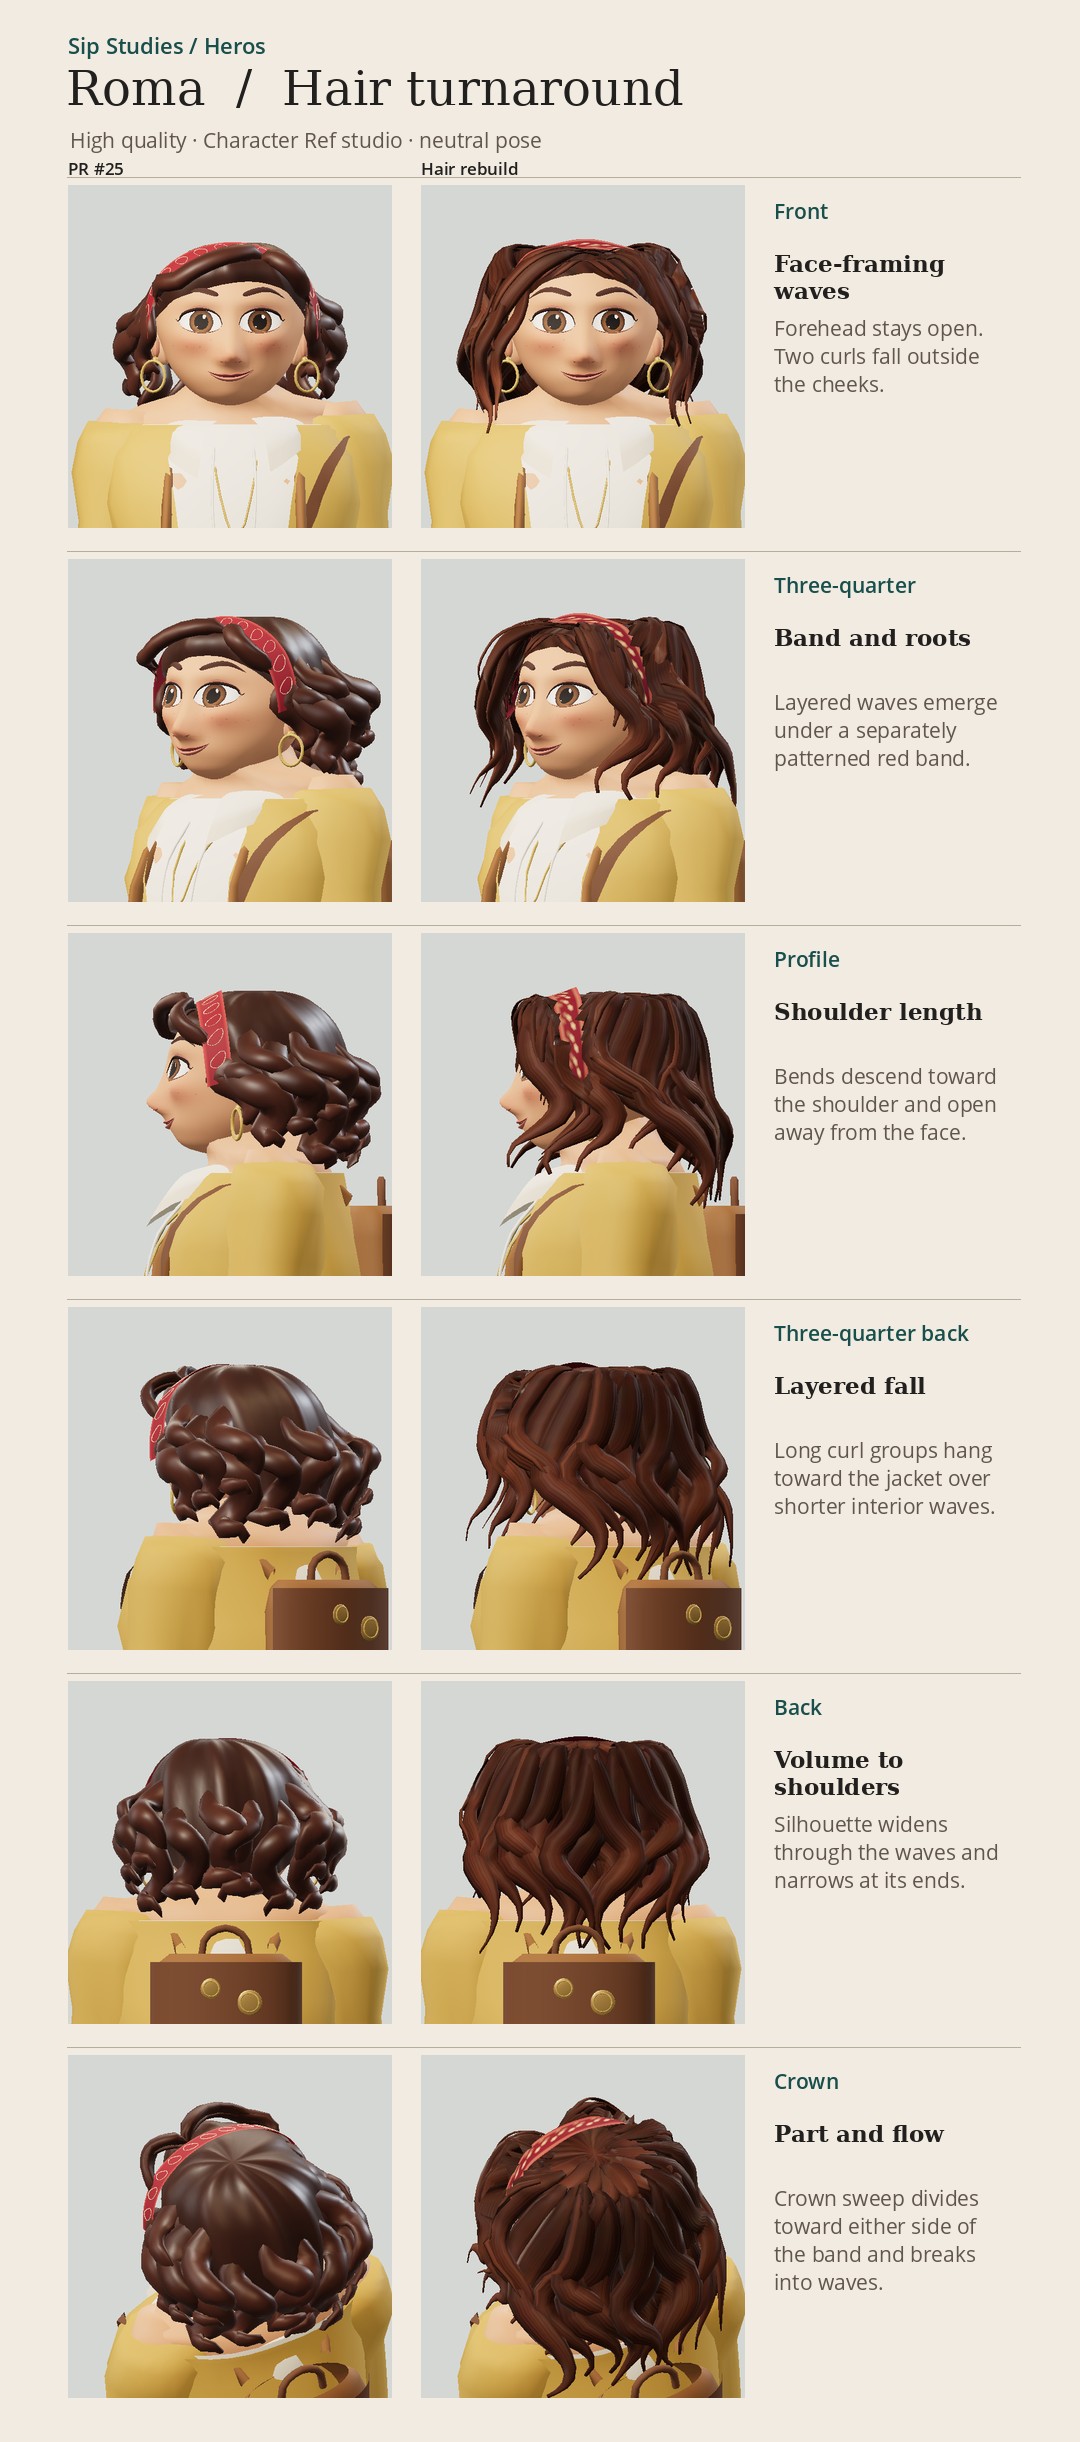 Sip Studies / Heros
Roma / Hair turnaround
High quality · Character Ref studio · neutral pose
PR #25
Hair rebuild
Front
Face-framing
waves
Forehead stays open.
Two curls fall outside
the cheeks.
Three-quarter
Band and roots
Layered waves emerge
under a separately
patterned red band.
Profile
Shoulder length
Bends descend toward
the shoulder and open
away from the face.
Three-quarter back
Layered fall
Long curl groups hang
toward the jacket over
shorter interior waves.
Back
Volume to
shoulders
Silhouette widens
through the waves and
narrows at its ends.
Crown
Part and flow
Crown sweep divides
toward either side of
the band and breaks
into waves.